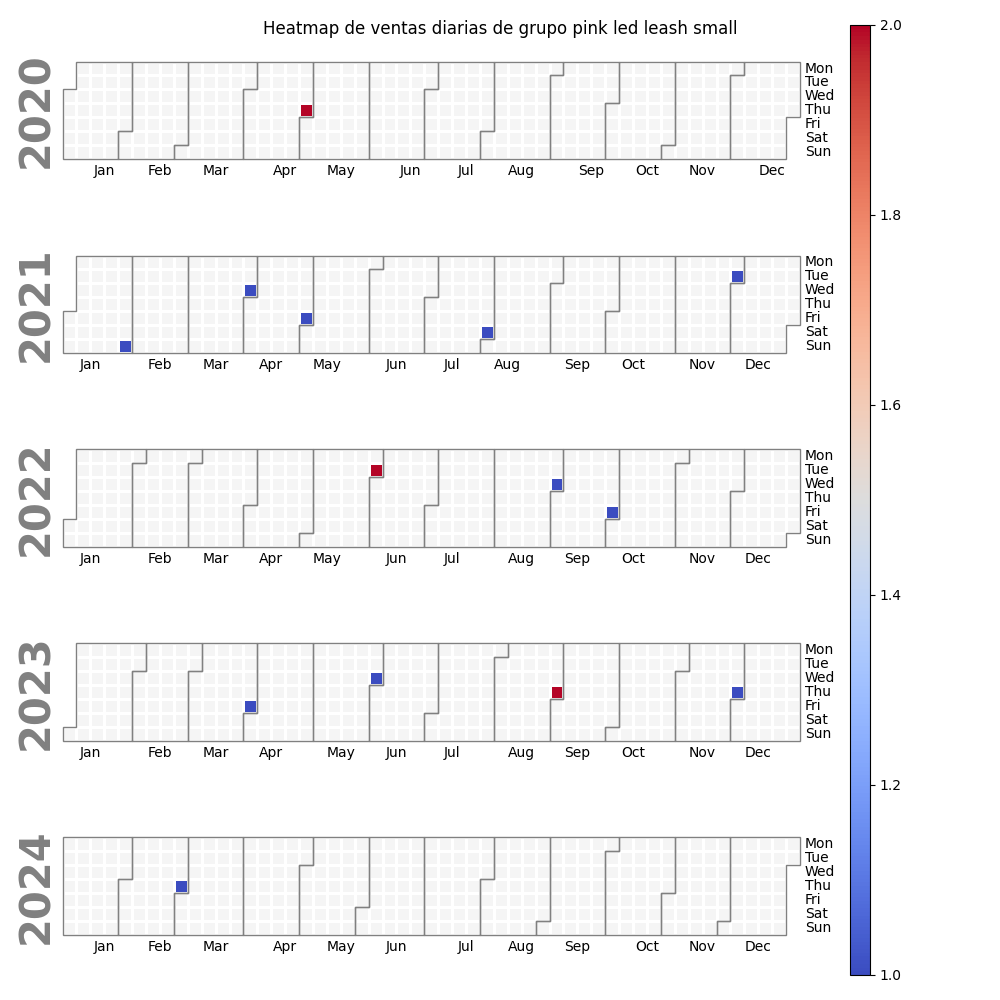 Heatmap de ventas diarias de grupo pink led leash small
2020
Mon
Tue
Wed
Thu
Fri
Sat
Sun
Jan Feb Mar Apr May Jun Jul Aug Sep Oct Nov Dec
2021
Mon
Tue
Wed
Thu
Fri
Sat
Sun
Jan Feb Mar Apr May Jun Jul Aug Sep Oct Nov Dec
2022
Mon
Tue
Wed
Thu
Fri
Sat
Sun
Jan Feb Mar Apr May Jun Jul Aug Sep Oct Nov Dec
2023
Mon
Tue
Wed
Thu
Fri
Sat
Sun
Jan Feb Mar Apr May Jun Jul Aug Sep Oct Nov Dec
2024
Mon
Tue
Wed
Thu
Fri
Sat
Sun
Jan Feb Mar Apr May Jun Jul Aug Sep Oct Nov Dec
2.0
1.8
1.6
1.4
1.2
1.0